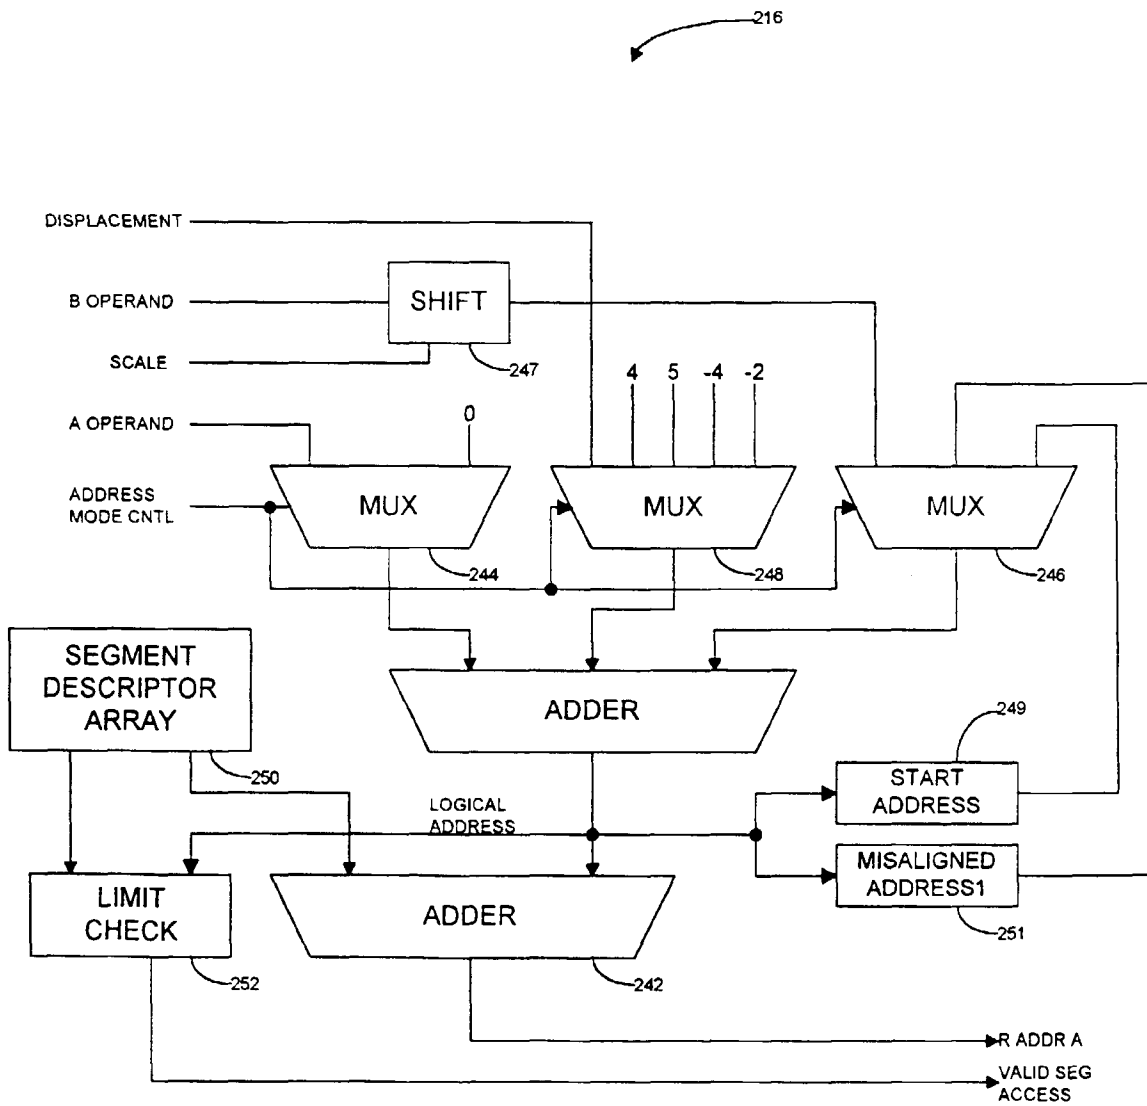 216
DISPLACEMENT
B OPERAND
SHIFT
SCALE
247
4 5 -4 -2
A OPERAND
0
ADDRESS
MODE CNTL
MUX
MUX
MUX
244
248
246
SEGMENT
DESCRIPTOR
ARRAY
ADDER
249
250
START
ADDRESS
LOGICAL
ADDRESS
MISALIGNED
ADDRESS1
LIMIT
CHECK
ADDER
251
252
242
R ADDR A
VALID SEG
ACCESS